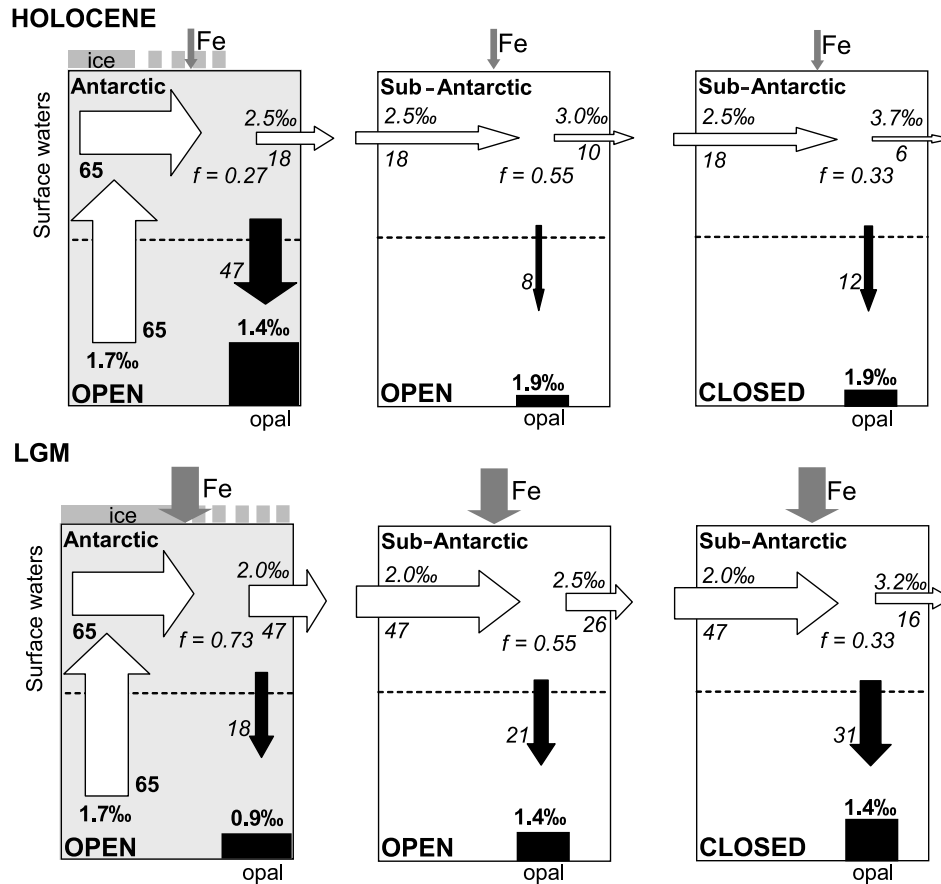 HOLOCENE
Fe
Fe
Fe
ice
Antarctic
Sub-Antarctic
Sub-Antarctic
Surface waters
2.5‰
2.5‰
3.0‰
2.5‰
3.7‰
65
18
18
10
18
6
f = 0.27
f = 0.55
f = 0.33
47
8
12
65
1.4‰
1.7‰
1.9‰
1.9‰
OPEN
OPEN
CLOSED
opal
opal
opal
LGM
Fe
Fe
Fe
ice
Antarctic
Sub-Antarctic
Sub-Antarctic
Surface waters
2.0‰
2.0‰
2.5‰
2.0‰
3.2‰
65
47
47
26
47
16
f = 0.73
f = 0.55
f = 0.33
18
21
31
65
1.7‰
0.9‰
1.4‰
1.4‰
OPEN
OPEN
CLOSED
opal
opal
opal